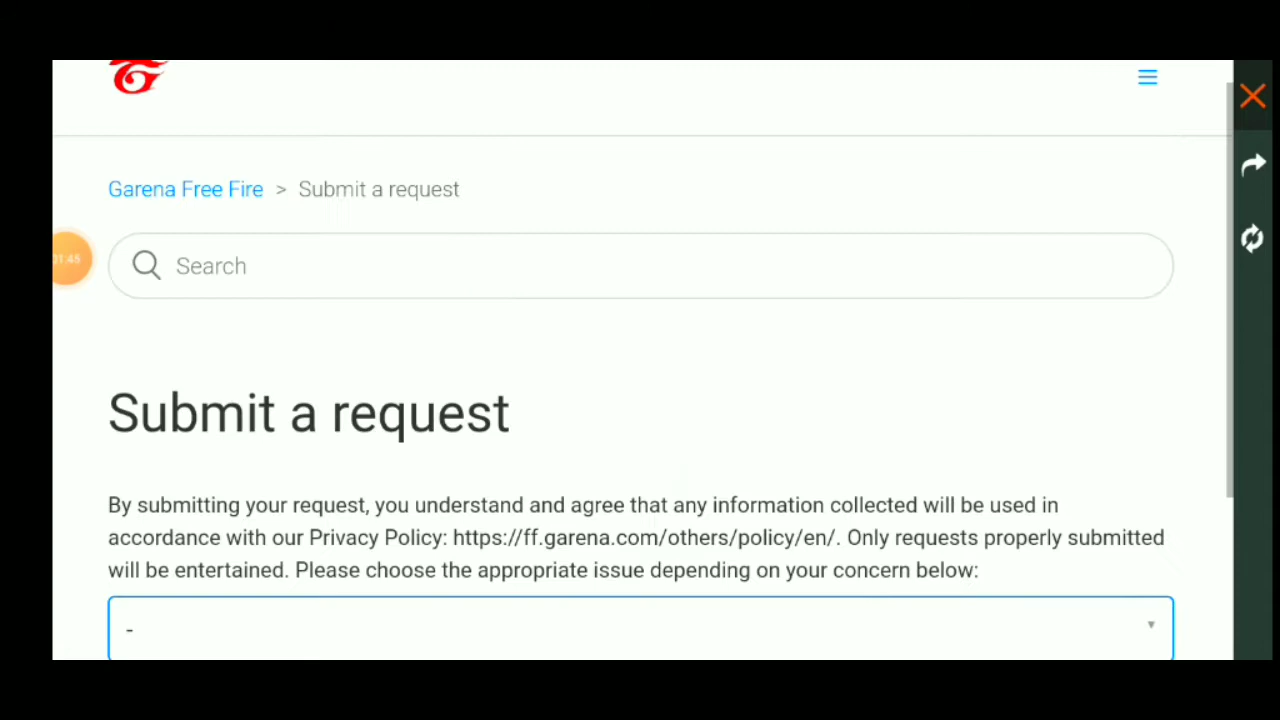 Garena Free Fire > Submit a request
01:45
Search
Submit a request
By submitting your request, you understand and agree that any information collected will be used in
accordance with our Privacy Policy: https://ff.garena.com/others/policy/en/. Only requests properly submitted
will be entertained. Please choose the appropriate issue depending on your concern below:
-